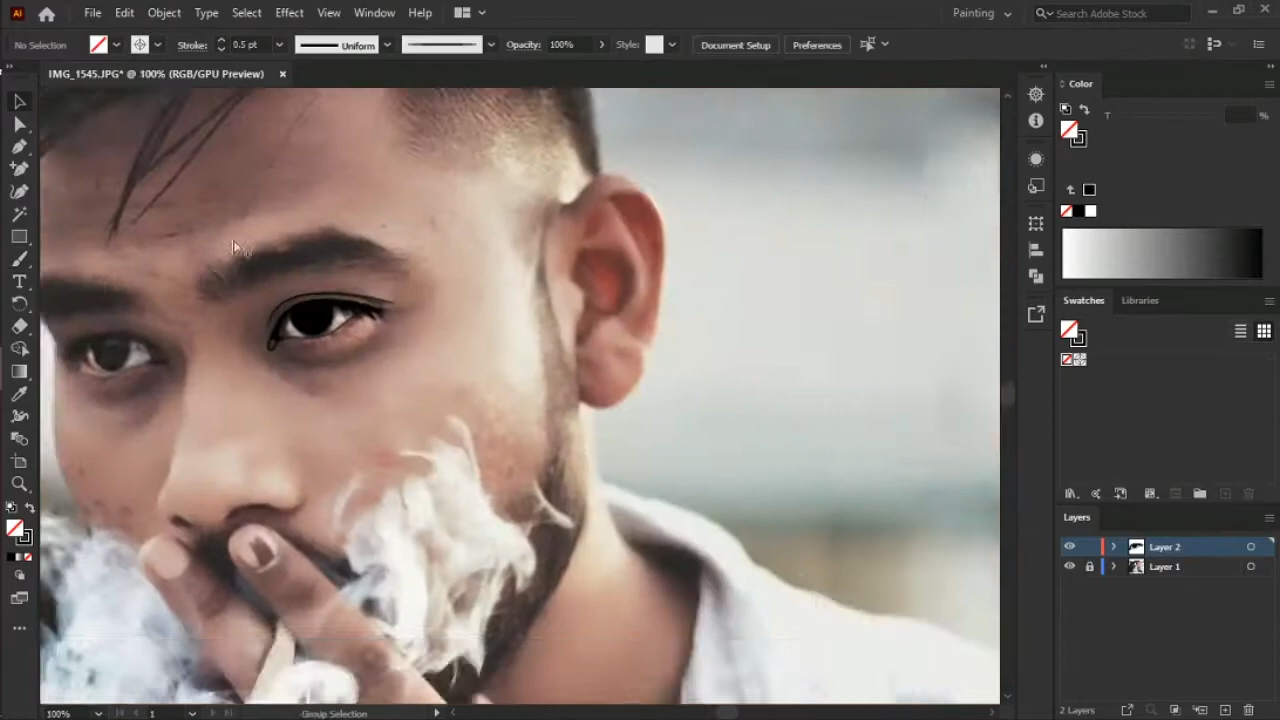 Ai File Edit Object Type Select Effect View Window Help Painting Search Adobe Stock
No Selection Stroke: 0.5 pt Uniform Opacity: 100% Style: Document Setup Preferences
IMG_1545.JPG* @ 100% (RGB/GPU Preview)
Color
T %
Swatches Libraries
Layers
Layer 2
Layer 1
100% 1 Group Selection 2 Layers